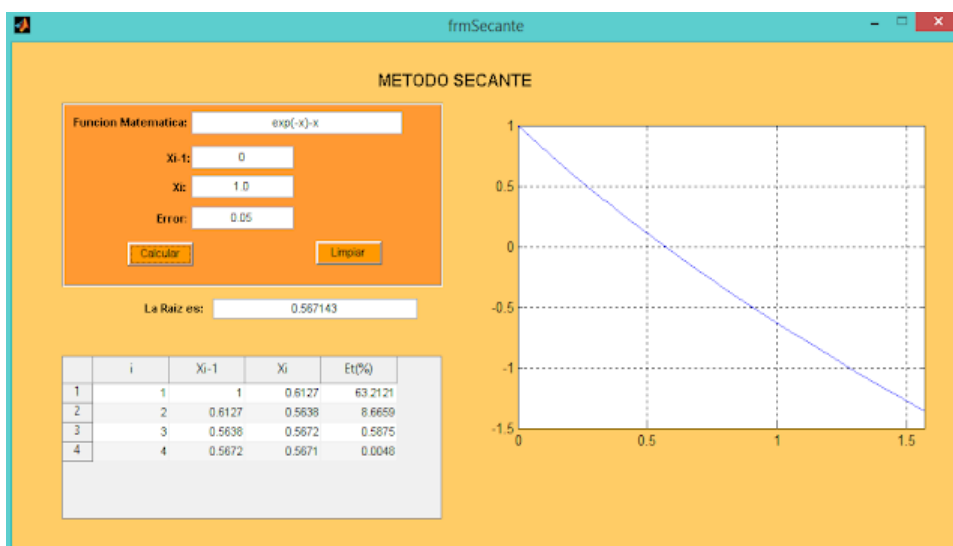 frmSecante
METODO SECANTE
Funcion Matematica: exp(-x)-x
Xi-1: 0
Xi: 1.0
Error: 0.05
Calcular Limpiar
La Raiz es: 0.567143
i Xi-1 Xi Et(%)
1 1 1 0.6127 63.2121
2 2 0.6127 0.5638 8.6659
3 3 0.5638 0.5672 0.5875
4 4 0.5672 0.5671 0.0048
1
0.5
0
-0.5
-1
-1.5
0 0.5 1 1.5